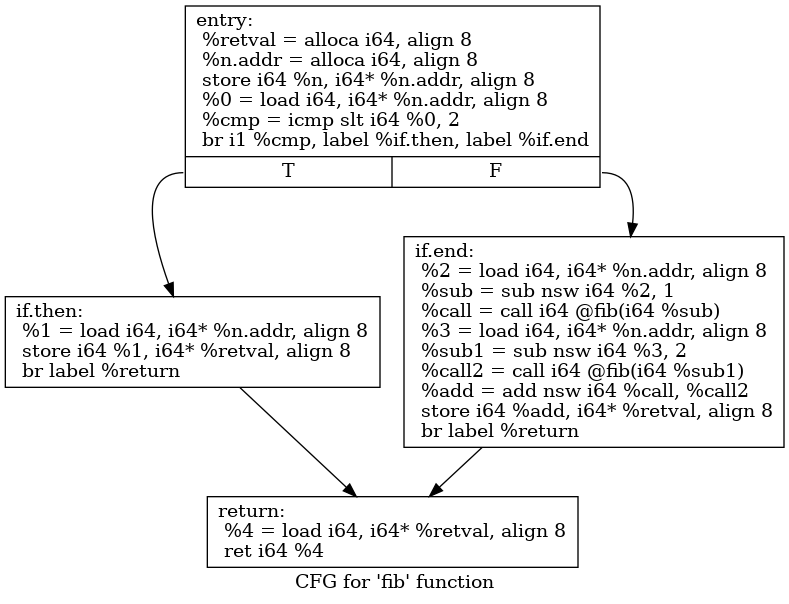 entry:
%retval = alloca i64, align 8
%n.addr = alloca i64, align 8
store i64 %n, i64* %n.addr, align 8
%0 = load i64, i64* %n.addr, align 8
%cmp = icmp slt i64 %0, 2
br i1 %cmp, label %if.then, label %if.end
T
F
if.then:
%1 = load i64, i64* %n.addr, align 8
store i64 %1, i64* %retval, align 8
br label %return
if.end:
%2 = load i64, i64* %n.addr, align 8
%sub = sub nsw i64 %2, 1
%call = call i64 @fib(i64 %sub)
%3 = load i64, i64* %n.addr, align 8
%sub1 = sub nsw i64 %3, 2
%call2 = call i64 @fib(i64 %sub1)
%add = add nsw i64 %call, %call2
store i64 %add, i64* %retval, align 8
br label %return
return:
%4 = load i64, i64* %retval, align 8
ret i64 %4
CFG for 'fib' function